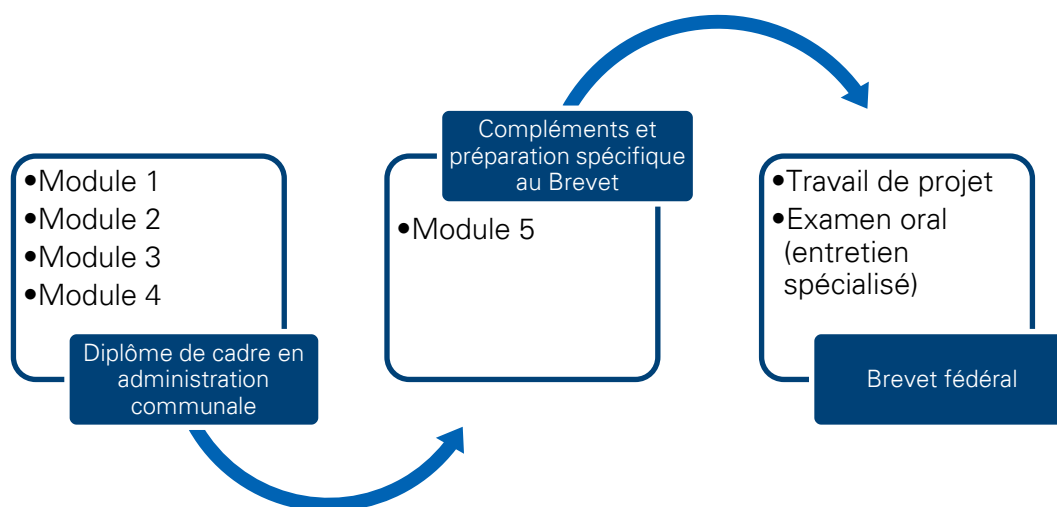 •Module 1
•Module 2
•Module 3
•Module 4
Diplôme de cadre en
administration
communale
Compléments et
préparation spécifique
au Brevet
•Module 5
•Travail de projet
•Examen oral
(entretien
spécialisé)
Brevet fédéral